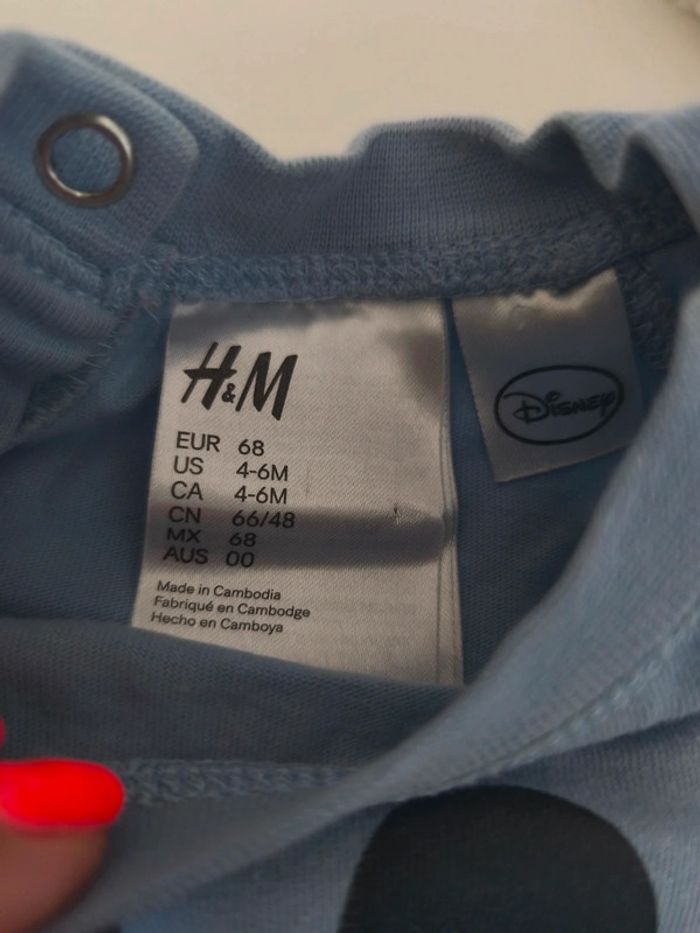 H&M
EUR 68
US 4-6M
CA 4-6M
CN 66/48
MX 68
AUS 00
Made in Cambodia
Fabriqué en Cambodge
Hecho en Camboya
Disney